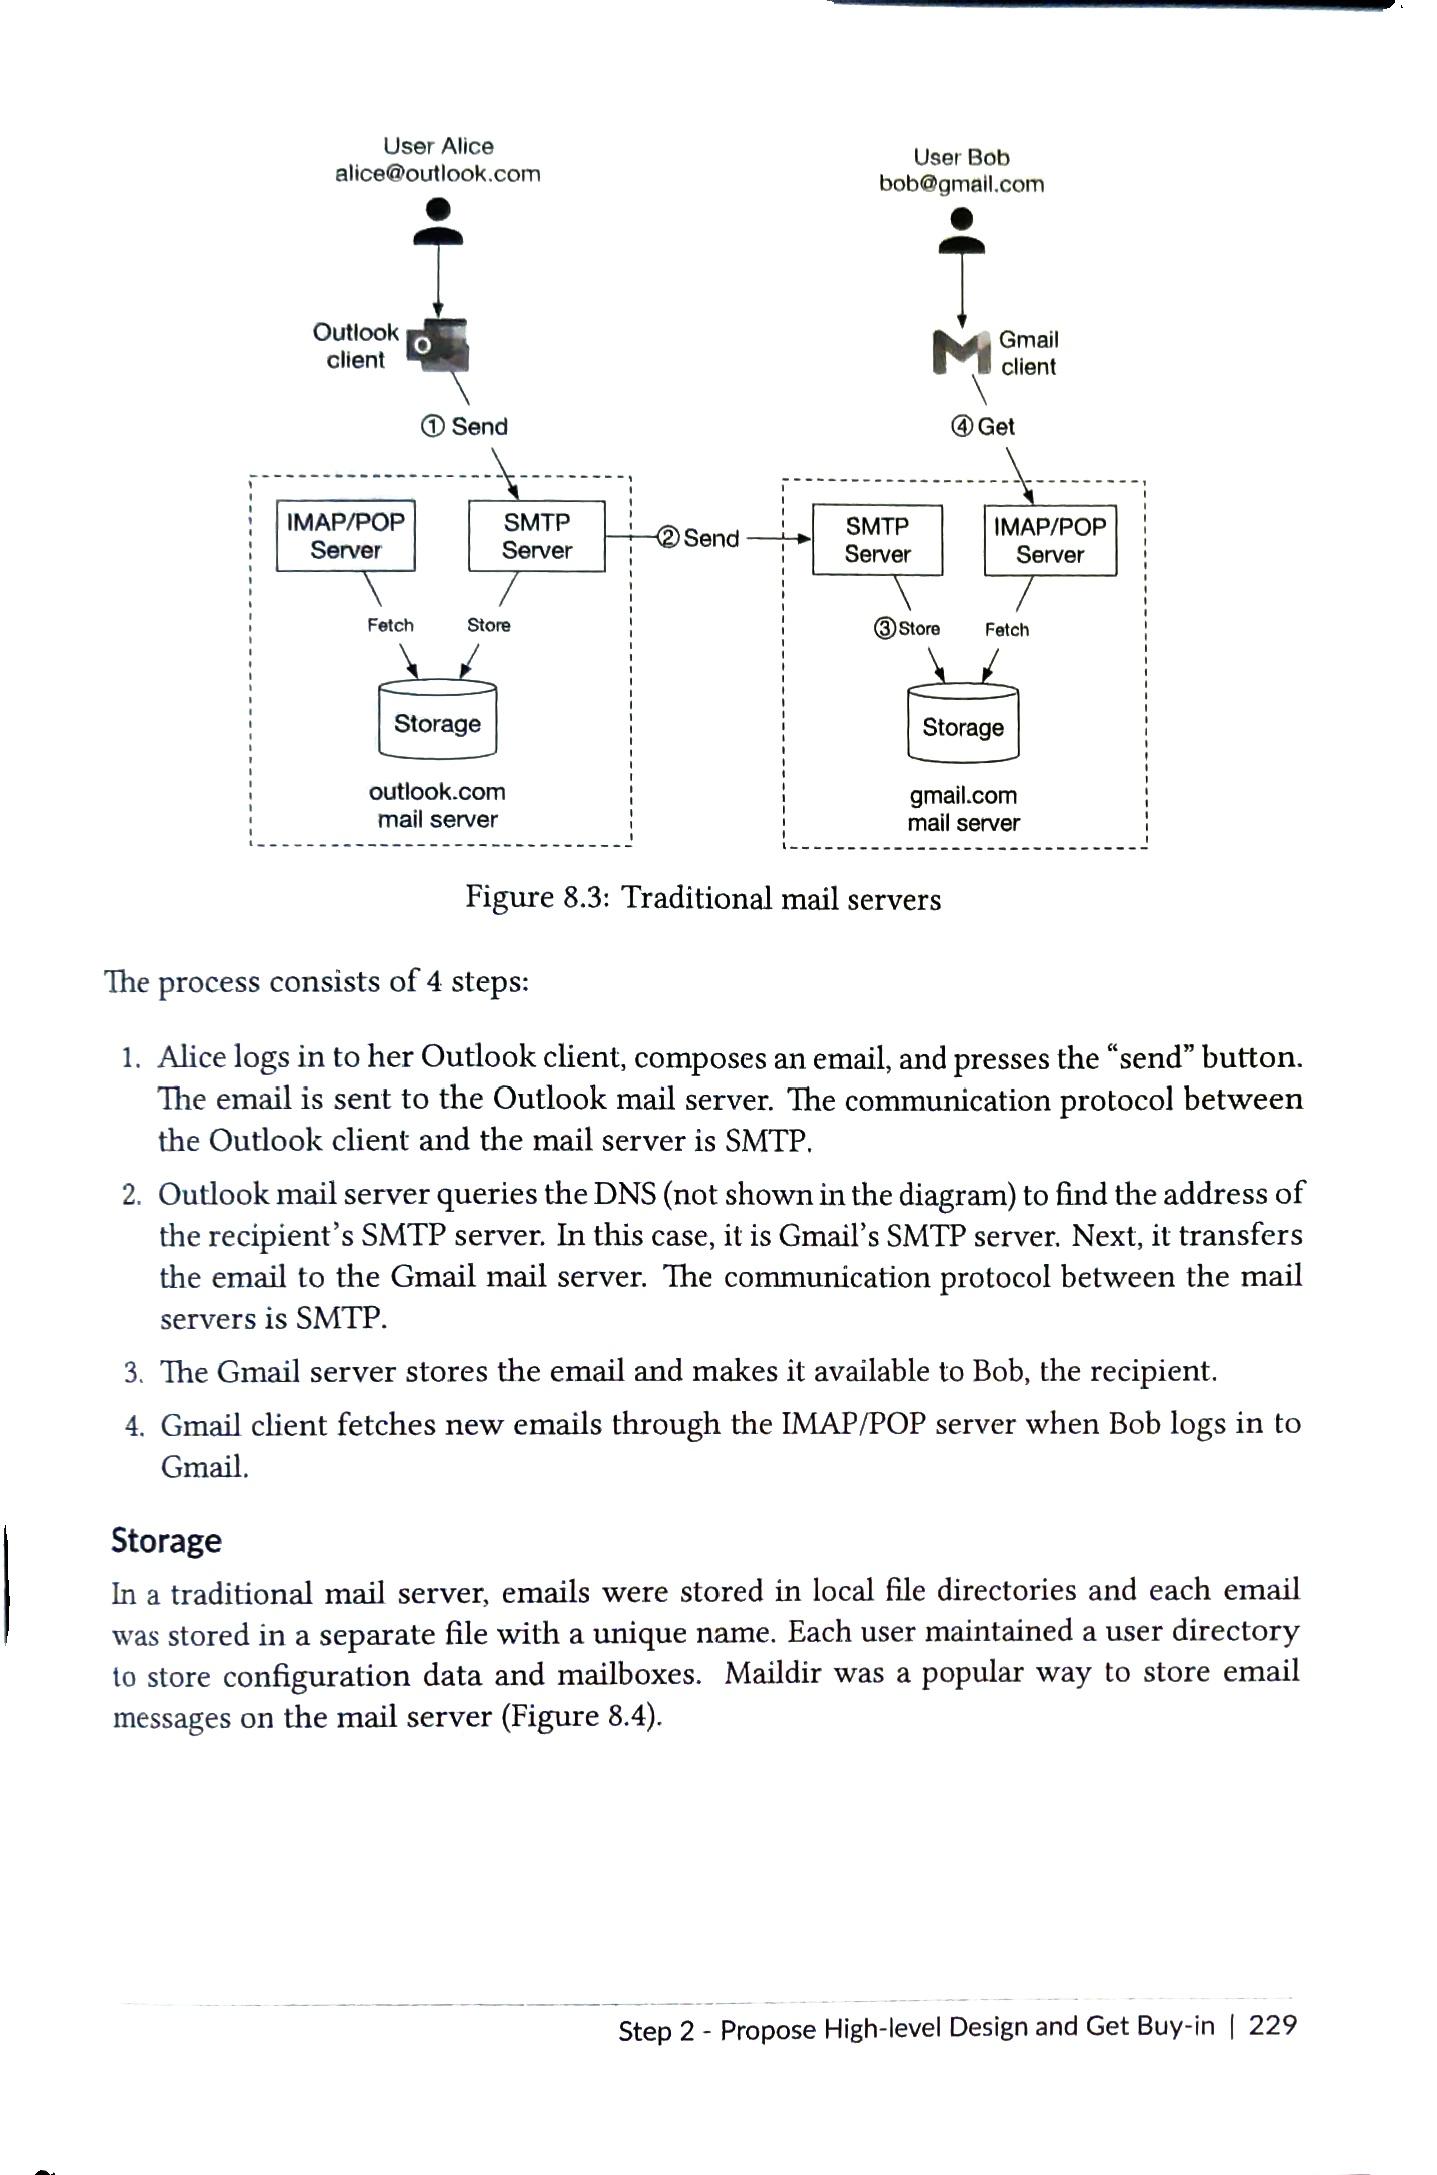 User Alice
alice@outlook.com
User Bob
bob@gmail.com
Outlook
client
Gmail
client
① Send
④ Get
IMAP/POP
Server
SMTP
Server
② Send
SMTP
Server
IMAP/POP
Server
Fetch
Store
③ Store
Fetch
Storage
Storage
outlook.com
mail server
gmail.com
mail server
Figure 8.3: Traditional mail servers
The process consists of 4 steps:
1. Alice logs in to her Outlook client, composes an email, and presses the “send” button.
The email is sent to the Outlook mail server. The communication protocol between
the Outlook client and the mail server is SMTP.
2. Outlook mail server queries the DNS (not shown in the diagram) to find the address of
the recipient’s SMTP server. In this case, it is Gmail’s SMTP server. Next, it transfers
the email to the Gmail mail server. The communication protocol between the mail
servers is SMTP.
3. The Gmail server stores the email and makes it available to Bob, the recipient.
4. Gmail client fetches new emails through the IMAP/POP server when Bob logs in to
Gmail.
Storage
In a traditional mail server, emails were stored in local file directories and each email
was stored in a separate file with a unique name. Each user maintained a user directory
to store configuration data and mailboxes. Maildir was a popular way to store email
messages on the mail server (Figure 8.4).
Step 2 - Propose High-level Design and Get Buy-in | 229